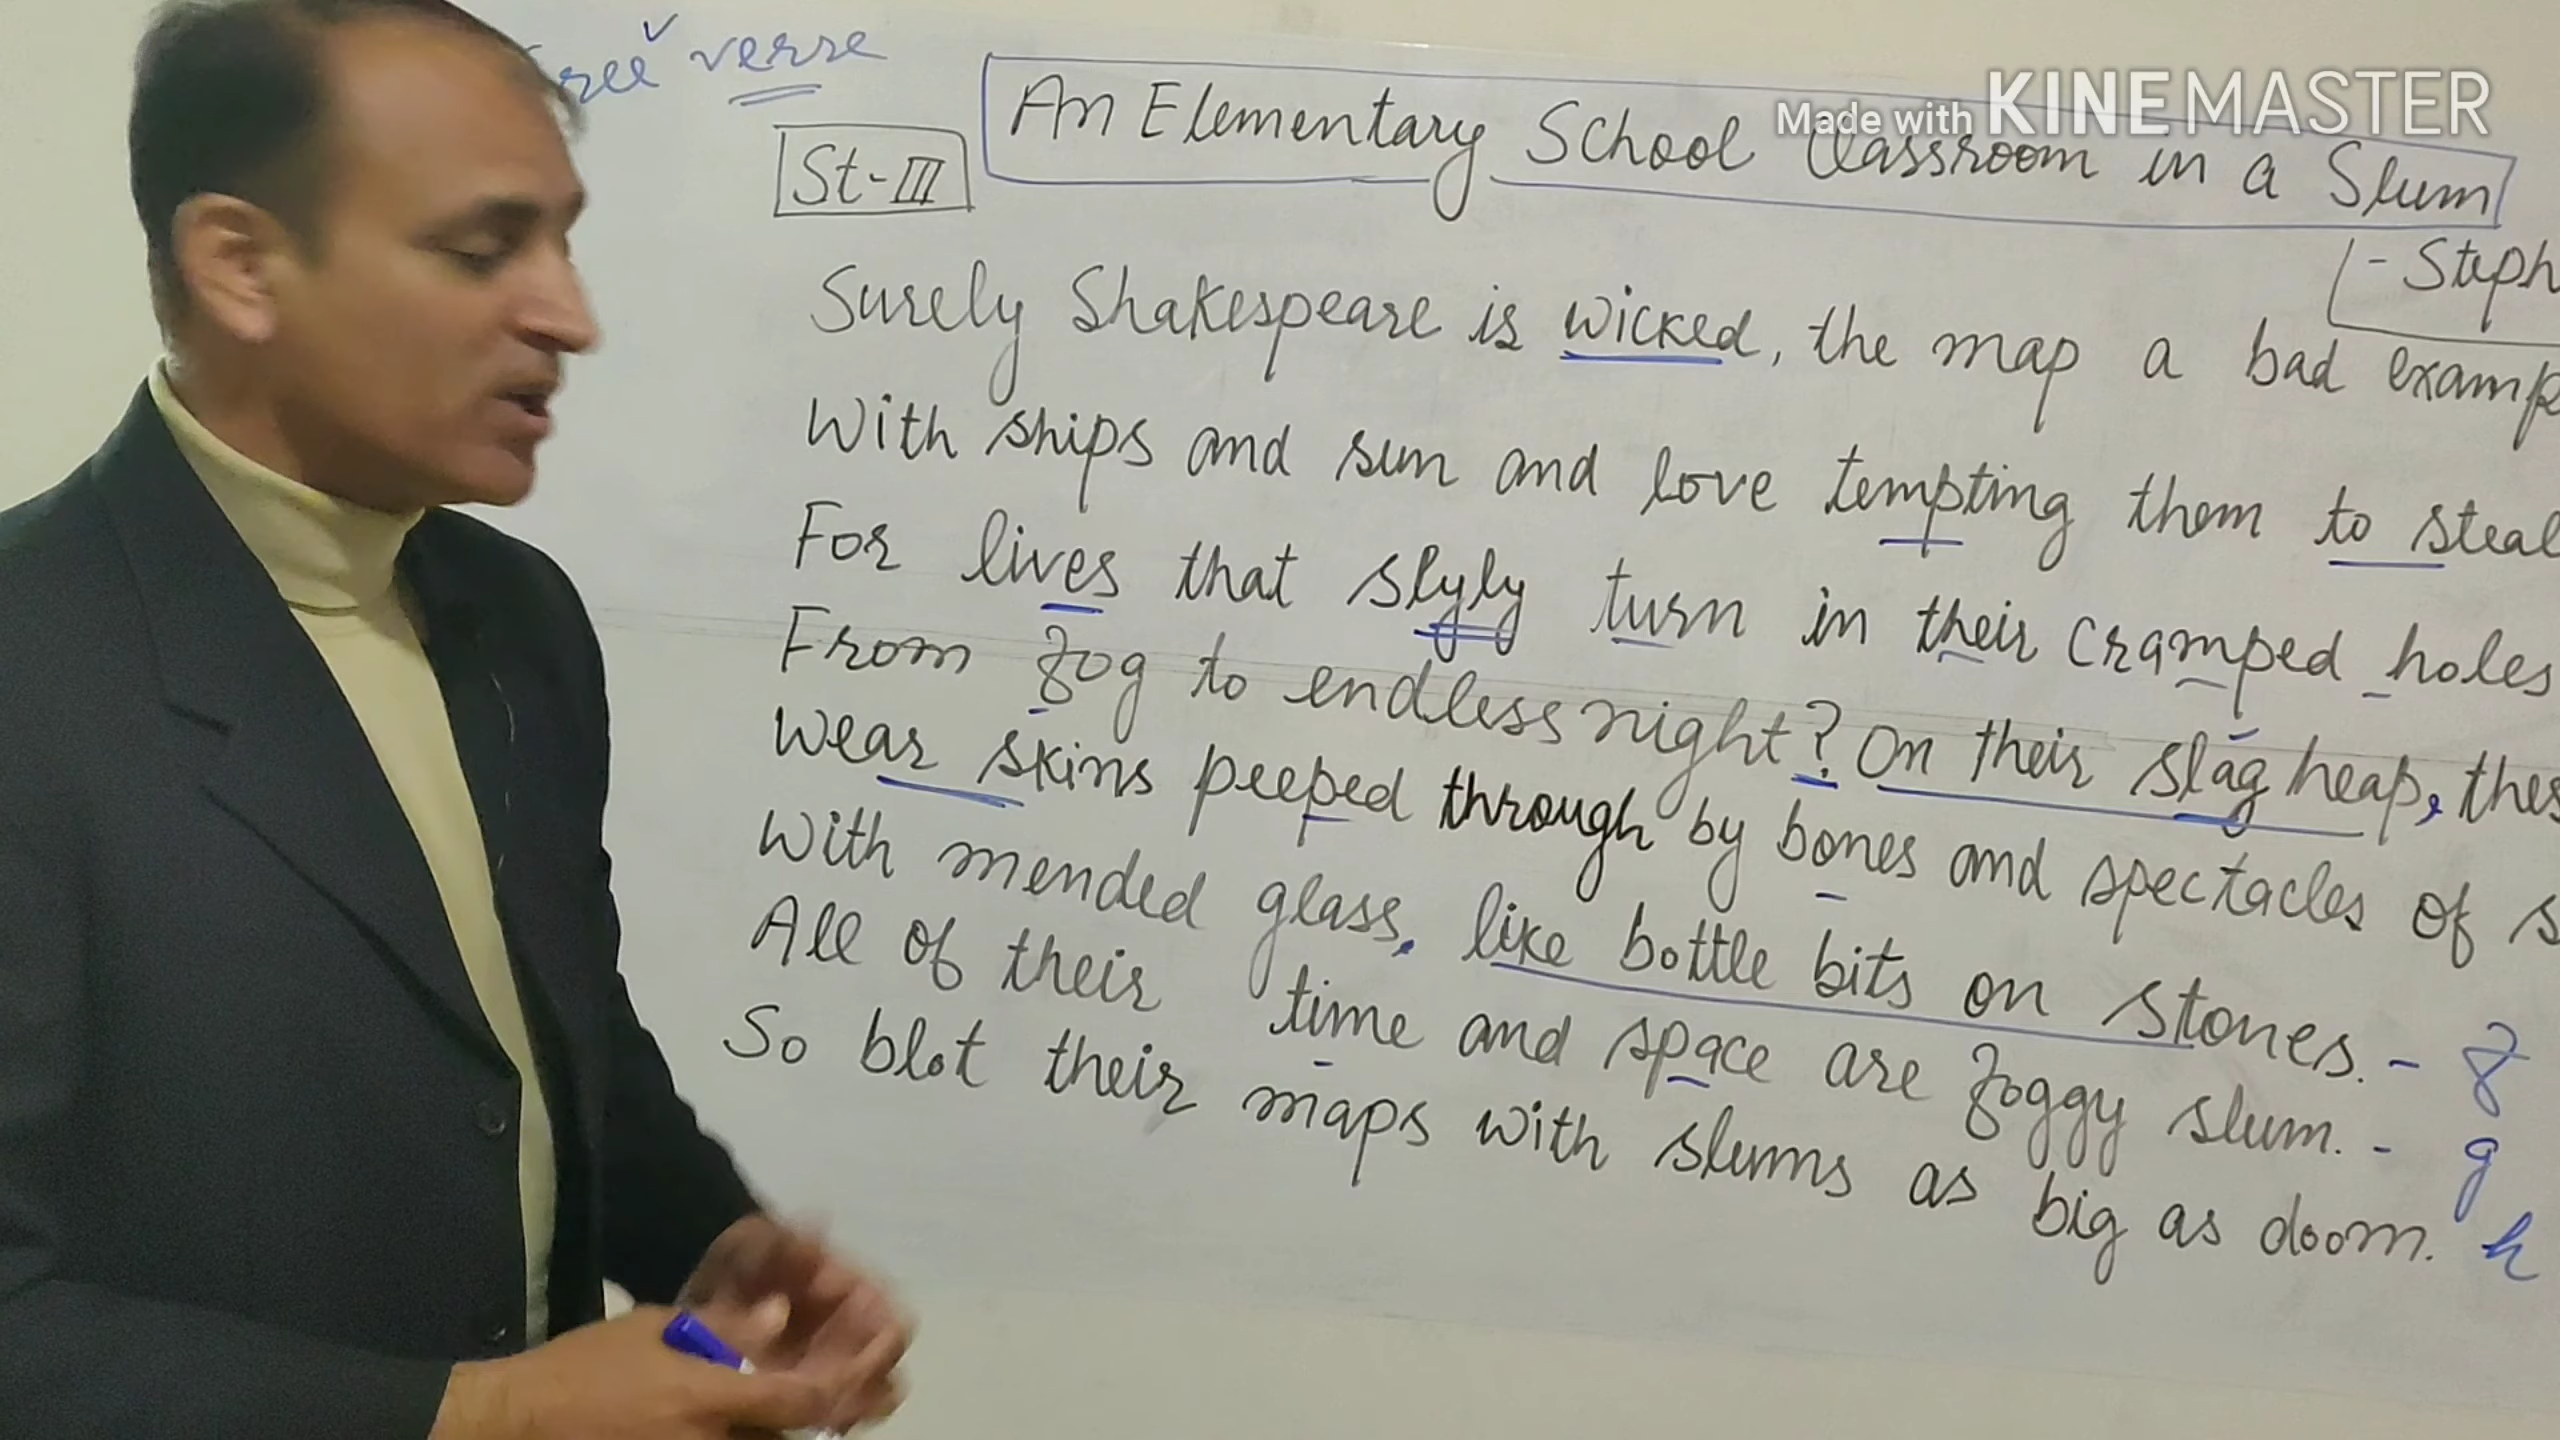 free verse
Made with KINEMASTER
An Elementary School Classroom in a Slum
St-III
- Steph
Surely Shakespeare is wicked, the map a bad examp
With ships and sun and love tempting them to steal
For lives that slyly turn in their cramped holes
From fog to endless night? On their slag heap, thes
Wear skins peeped through by bones and spectacles of s
With mended glass, like bottle bits on stones. - f
All of their time and space are foggy slum. - g
So blot their maps with slums as big as doom. h